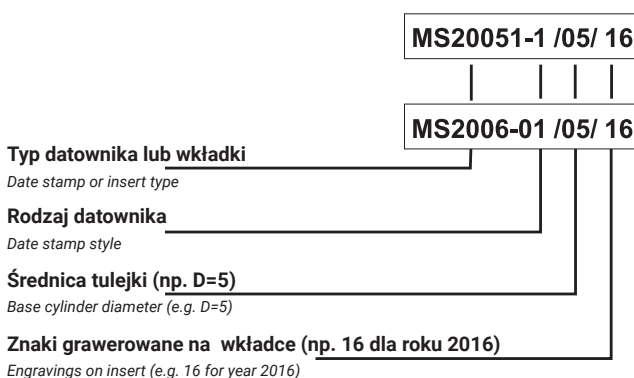 MS20051-1 /05/ 16
MS2006-01 /05/ 16
Typ datownika lub wkładki
Date stamp or insert type
Rodzaj datownika
Date stamp style
Średnica tulejki (np. D=5)
Base cylinder diameter (e.g. D=5)
Znaki grawerowane na wkładce (np. 16 dla roku 2016)
Engravings on insert (e.g. 16 for year 2016)